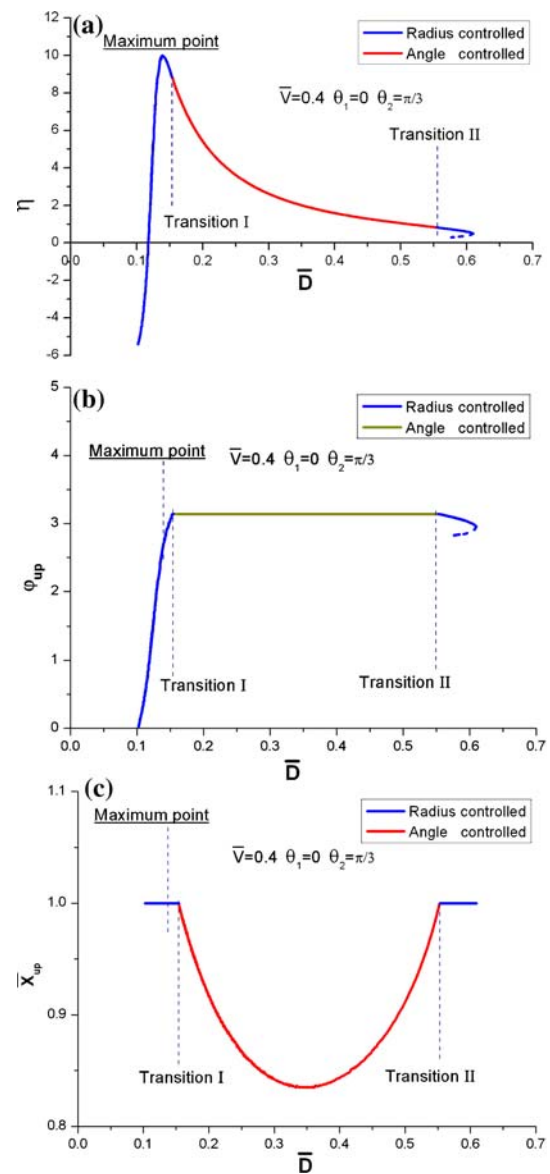 (a)
Maximum point
Radius controlled
Angle controlled
V̅=0.4 θ₁=0 θ₂=π/3
Transition II
Transition I
η
12
10
8
6
4
2
0
-2
-4
-6
0.0 0.1 0.2 0.3 0.4 0.5 0.6 0.7
D̅
(b)
Radius controlled
Angle controlled
Maximum point
V̅=0.4 θ₁=0 θ₂=π/3
Transition I
Transition II
φup
5
4
3
2
1
0
0.0 0.1 0.2 0.3 0.4 0.5 0.6 0.7
D̅
(c)
Maximum point
Radius controlled
Angle controlled
V̅=0.4 θ₁=0 θ₂=π/3
Transition I
Transition II
X̅up
1.1
1.0
0.9
0.8
0.0 0.1 0.2 0.3 0.4 0.5 0.6 0.7
D̅